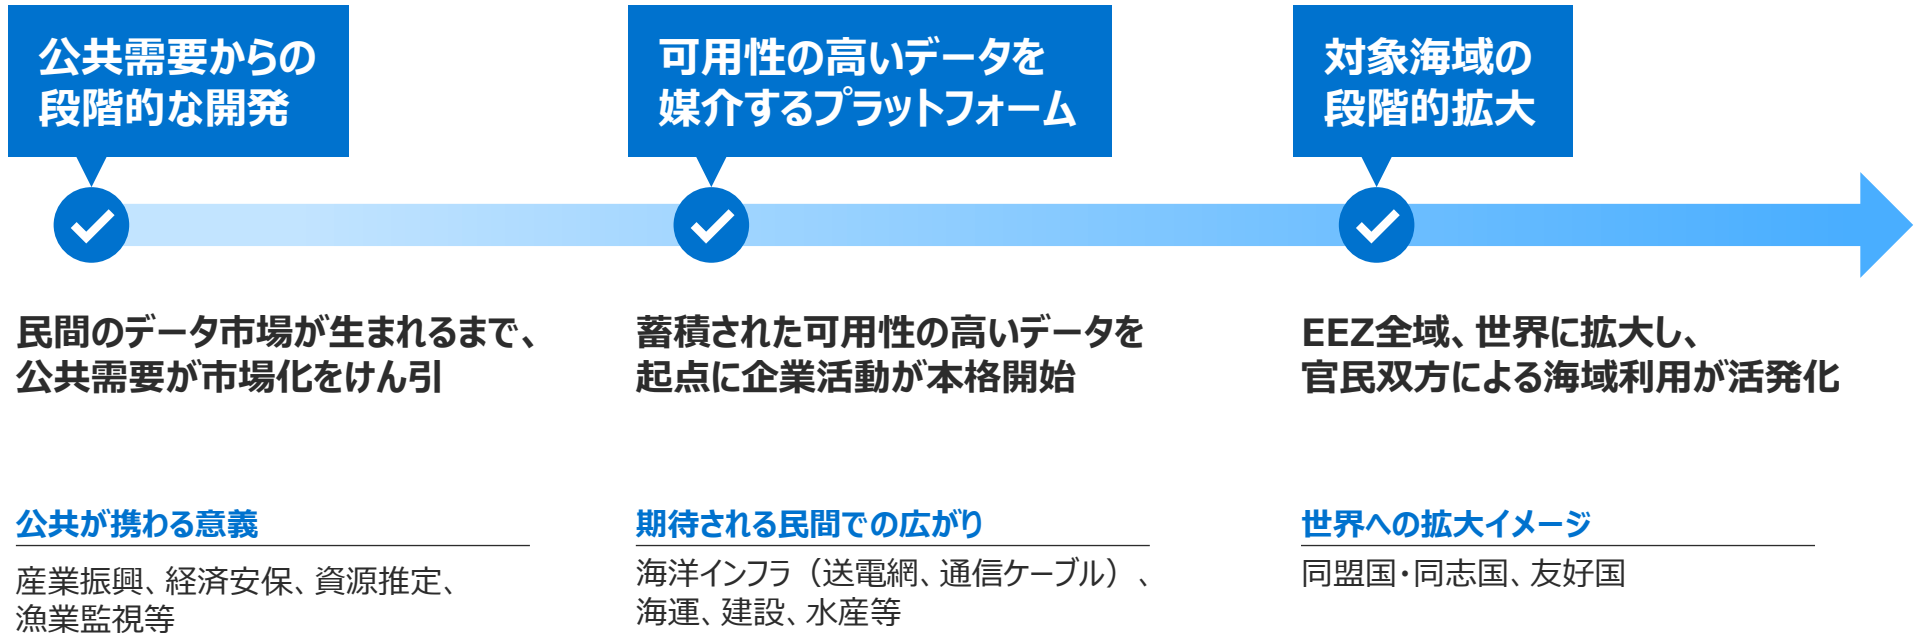 公共需要からの
段階的な開発
可用性の高いデータを
媒介するプラットフォーム
対象海域の
段階的拡大
民間のデータ市場が生まれるまで、
公共需要が市場化をけん引
蓄積された可用性の高いデータを
起点に企業活動が本格開始
EEZ全域、世界に拡大し、
官民双方による海域利用が活発化
公共が携わる意義
産業振興、経済安保、資源推定、
漁業監視等
期待される民間での広がり
海洋インフラ（送電網、通信ケーブル）、
海運、建設、水産等
世界への拡大イメージ
同盟国・同志国、友好国